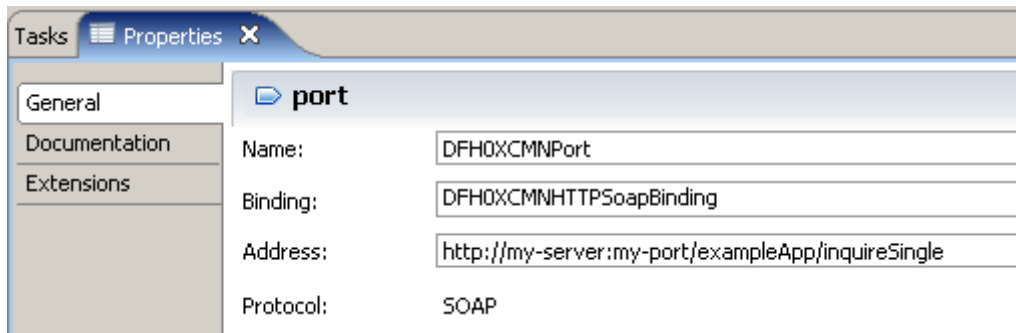 Tasks Properties
General
port
Documentation
Name: DFH0XCMNPort
Extensions
Binding: DFH0XCMNHTTPSoapBinding
Address: http://my-server:my-port/exampleApp/inquireSingle
Protocol: SOAP